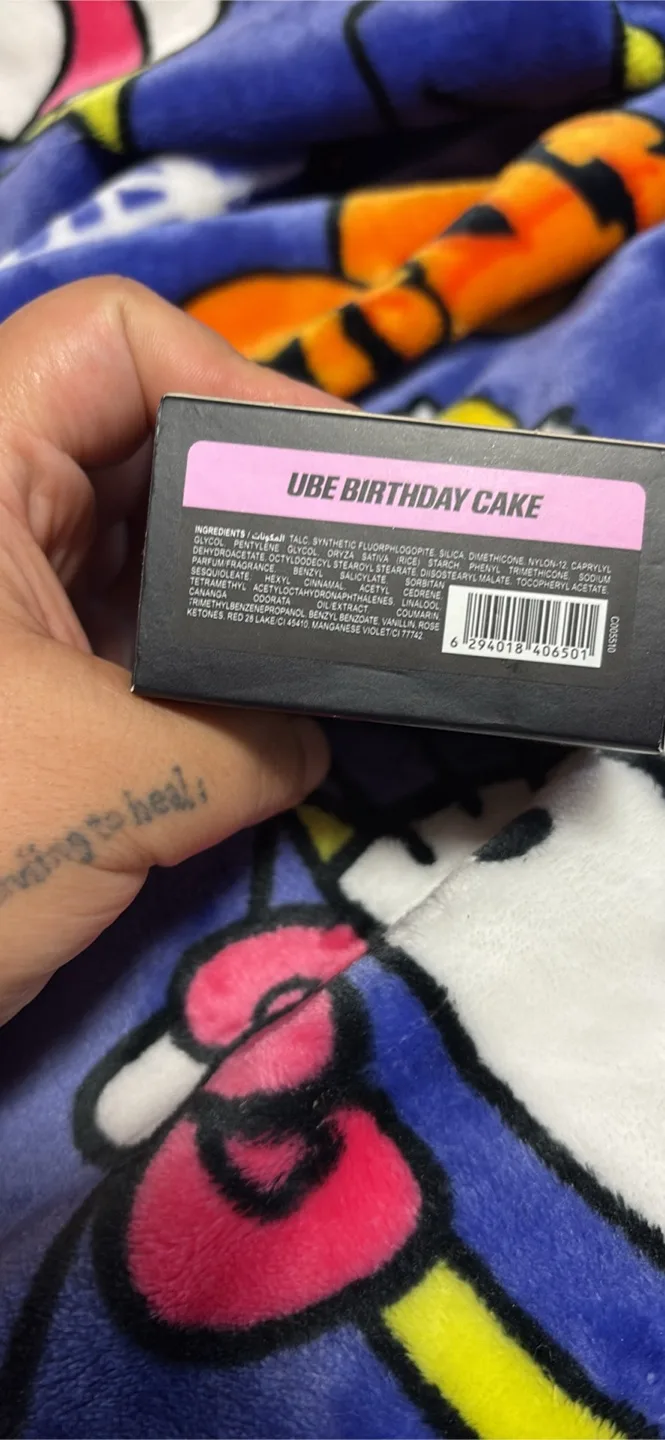 UBE BIRTHDAY CAKE
INGREDIENTS / المكونات: TALC, SYNTHETIC FLUORPHLOGOPITE, SILICA, DIMETHICONE, NYLON-12, CAPRYLYL
GLYCOL, PENTYLENE GLYCOL, ORYZA SATIVA (RICE) STARCH, PHENYL TRIMETHICONE, SODIUM
DEHYDROACETATE, OCTYLDODECYL STEAROYL STEARATE, DIISOSTEARYL MALATE, TOCOPHERYL ACETATE,
PARFUM/FRAGRANCE, BENZYL SALICYLATE, SORBITAN
SESQUIOLEATE HEXYL CINNAMAL, ACETYL CEDRENE,
TETRAMETHYL ACETYLOCTAHYDRONAPHTHALENES, LINALOOL,
CANANGA ODORATA OIL/EXTRACT, COUMARIN,
TRIMETHYLBENZENEPROPANOL, BENZYL BENZOATE, VANILLIN, ROSE
KETONES, RED 28 LAKE/CI 45410, MANGANESE VIOLET/CI 77742.
6 294018 406501
C005510
to heal;